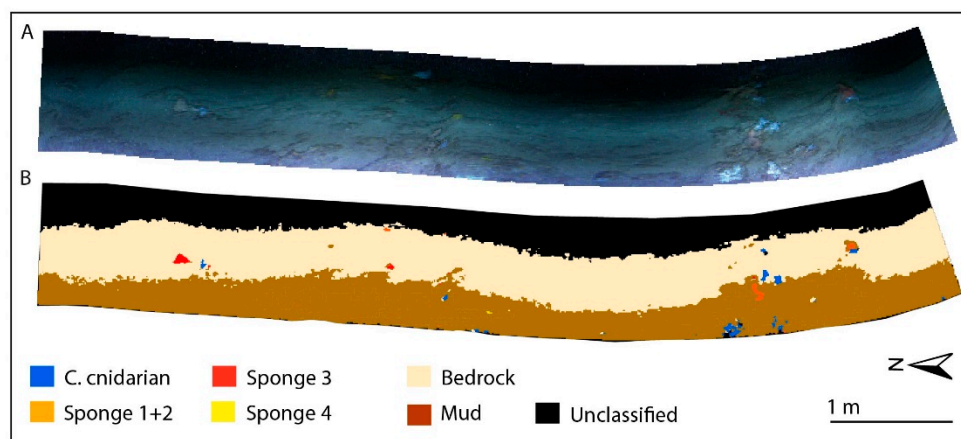 A
B
C. cnidarian
Sponge 3
Bedrock
N
Sponge 1+2
Sponge 4
Mud
Unclassified
1 m